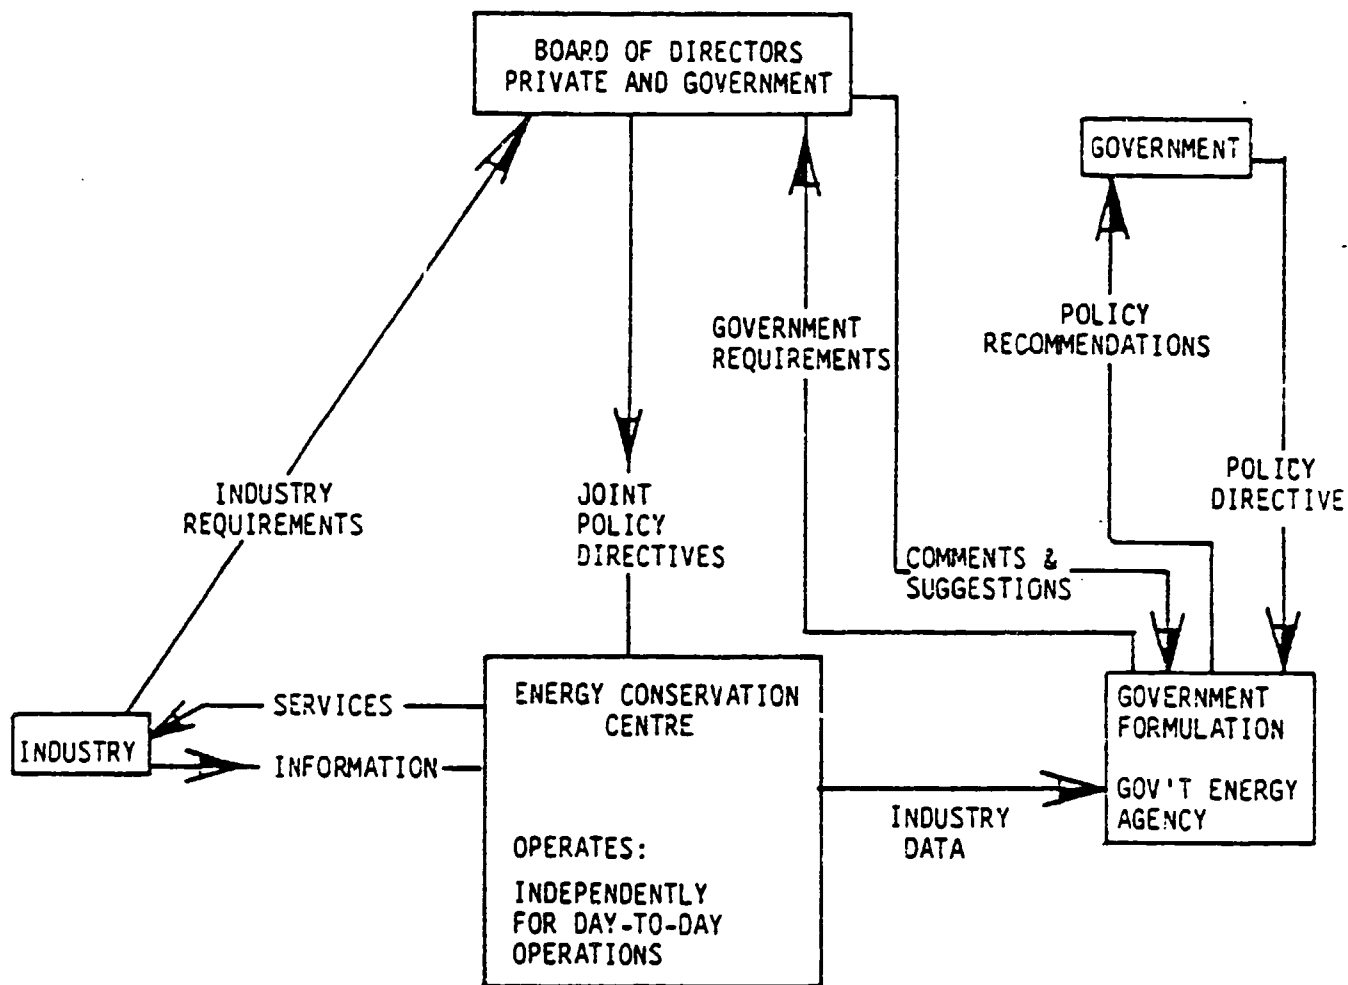 BOARD OF DIRECTORS
PRIVATE AND GOVERNMENT
GOVERNMENT
GOVERNMENT
REQUIREMENTS
POLICY
RECOMMENDATIONS
POLICY
DIRECTIVE
INDUSTRY
REQUIREMENTS
JOINT
POLICY
DIRECTIVES
COMMENTS &
SUGGESTIONS
SERVICES
INDUSTRY
INFORMATION
ENERGY CONSERVATION
CENTRE
OPERATES:
INDEPENDENTLY
FOR DAY-TO-DAY
OPERATIONS
INDUSTRY
DATA
GOVERNMENT
FORMULATION
GOV'T ENERGY
AGENCY